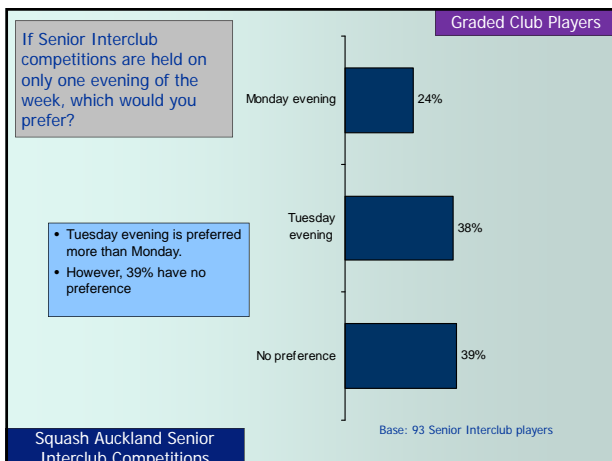 Graded Club Players
If Senior Interclub
competitions are held on
only one evening of the
week, which would you
prefer?
Monday evening
24%
• Tuesday evening is preferred
more than Monday.
• However, 39% have no
preference
Tuesday
evening
38%
No preference
39%
Base: 93 Senior Interclub players
Squash Auckland Senior
Interclub Competitions